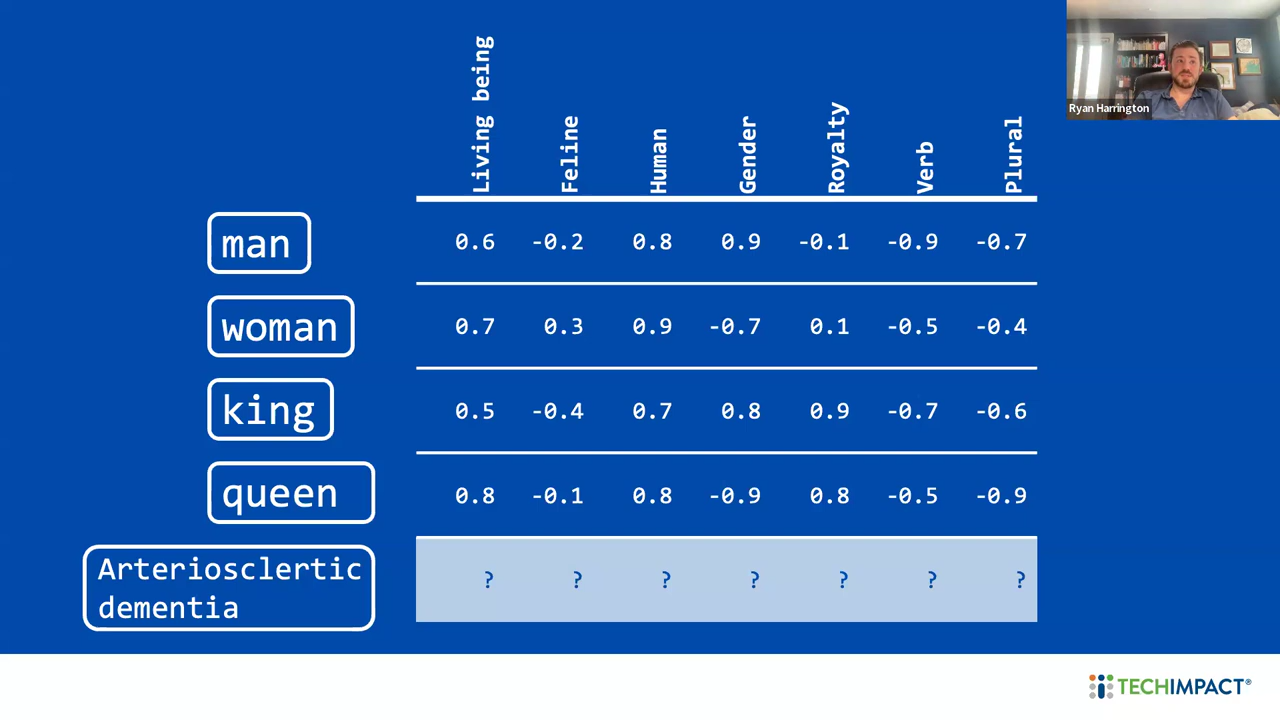 Living being Feline Human Gender Royalty Verb Plural
Ryan Harrington
man 0.6 -0.2 0.8 0.9 -0.1 -0.9 -0.7
woman 0.7 0.3 0.9 -0.7 0.1 -0.5 -0.4
king 0.5 -0.4 0.7 0.8 0.9 -0.7 -0.6
queen 0.8 -0.1 0.8 -0.9 0.8 -0.5 -0.9
Arteriosclertic
dementia
? ? ? ? ? ? ?
TECHIMPACT®